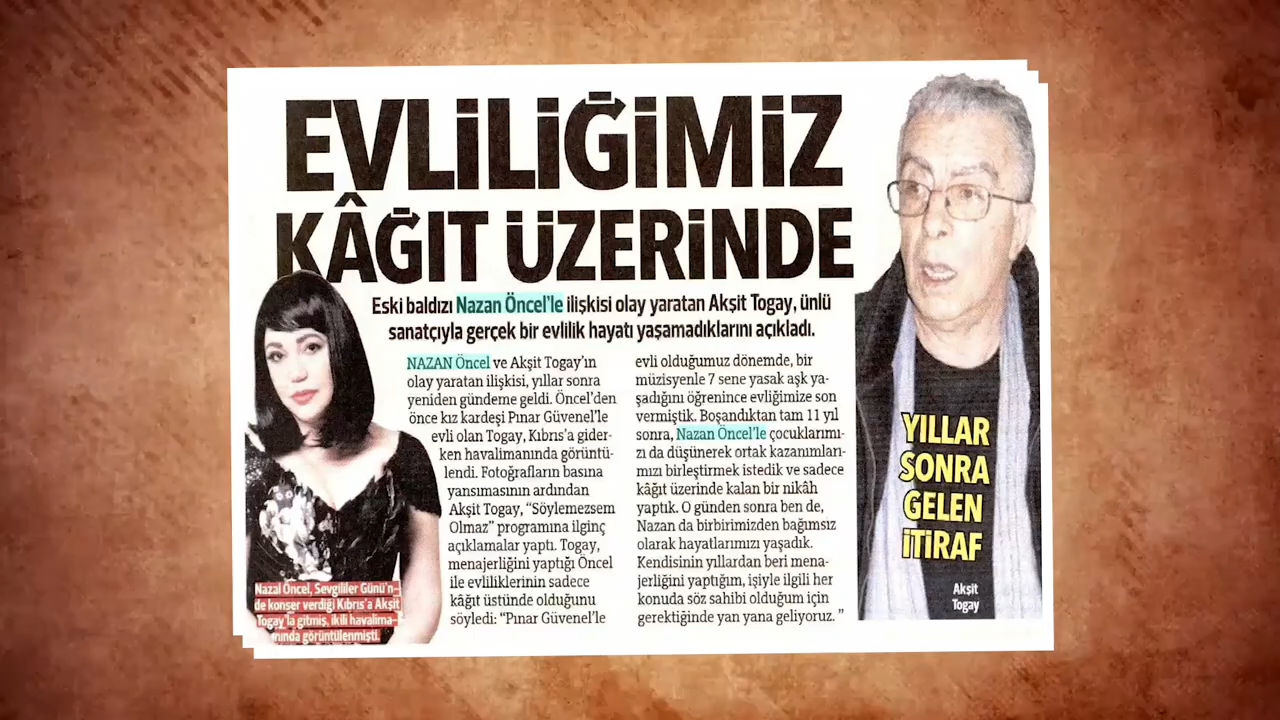 EVLiLiĞiMiZ
KÂĞIT ÜZERiNDE
Eski baldızı Nazan Öncel'le ilişkisi olay yaratan Akşit Togay, ünlü
sanatçıyla gerçek bir evlilik hayatı yaşamadıklarını açıkladı.
NAZAN Öncel ve Akşit Togay'ın
olay yaratan ilişkisi, yıllar sonra
yeniden gündeme geldi. Öncel'den
önce kız kardeşi Pınar Güvenel'le
evli olan Togay, Kıbrıs'a gider-
ken havalimanında görüntü-
lendi. Fotoğrafların basına
yansımasının ardından
Akşit Togay, "Söylemezsem
Olmaz" programına ilginç
açıklamalar yaptı. Togay,
menajerliğini yaptığı Öncel
ile evliliklerinin sadece
kâğıt üstünde olduğunu
söyledi: "Pınar Güvenel'le
evli olduğumuz dönemde, bir
müzisyenle 7 sene yasak aşk ya-
şadığını öğrenince evliğimize son
vermiştik. Boşandıktan tam 11 yıl
sonra, Nazan Öncel'le çocuklarımı-
zı da düşünerek ortak kazanımları-
mızı birleştirmek istedik ve sadece
kâğıt üzerinde kalan bir nikâh
yaptık. O günden sonra ben de,
Nazan da birbirimizden bağımsız
olarak hayatlarımızı yaşadık.
Kendisinin yıllardan beri mena-
jerliğini yaptığım, işiyle ilgili her
konuda söz sahibi olduğum için
gerektiğinde yan yana geliyoruz."
Nazal Öncel, Sevgililer Günü'n-
de konser verdiği Kıbrıs'a Akşit
Togay'la gitmiş, ikili havalima-
nında görüntülenmişti.
YILLAR
SONRA
GELEN
iTiRAF
Akşit
Togay